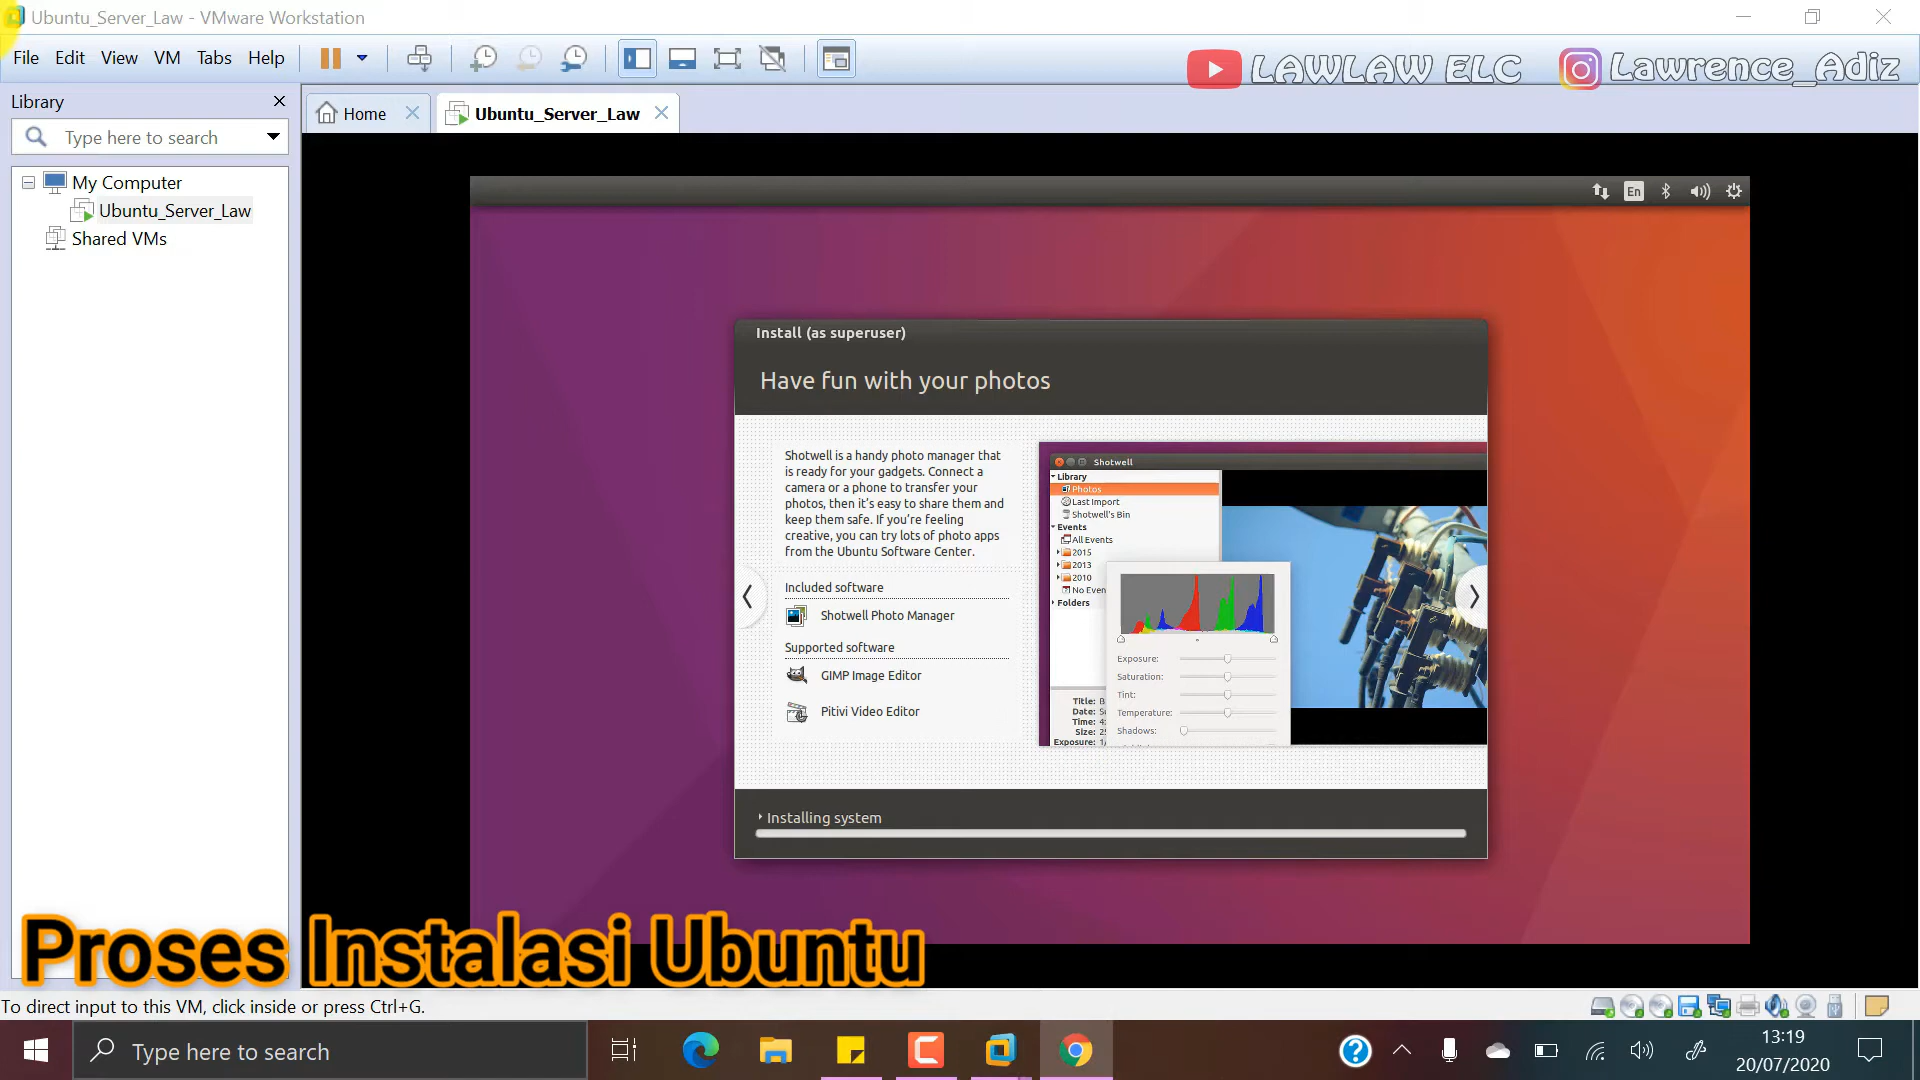 Ubuntu_Server_Law - VMware Workstation
File Edit View VM Tabs Help
LAWLAW ELC
Lawrence_Adiz
Library
Home
Ubuntu_Server_Law
Type here to search
My Computer
Ubuntu_Server_Law
Shared VMs
En
Install (as superuser)
Have fun with your photos
Shotwell is a handy photo manager that
is ready for your gadgets. Connect a
camera or a phone to transfer your
photos, then it's easy to share them and
keep them safe. If you're feeling
creative, you can try lots of photo apps
from the Ubuntu Software Center.
Included software
Shotwell Photo Manager
Supported software
GIMP Image Editor
Pitivi Video Editor
Shotwell
Library
Photos
Last Import
Shotwell's Bin
Events
All Events
2015
2013
2010
No Even
Folders
Exposure:
Saturation:
Tint:
Temperature:
Shadows:
Title: B
Date: Su
Time: 4:
Size: 25
Exposure: 1/
Installing system
Proses Instalasi Ubuntu
To direct input to this VM, click inside or press Ctrl+G.
Type here to search
13:19
20/07/2020